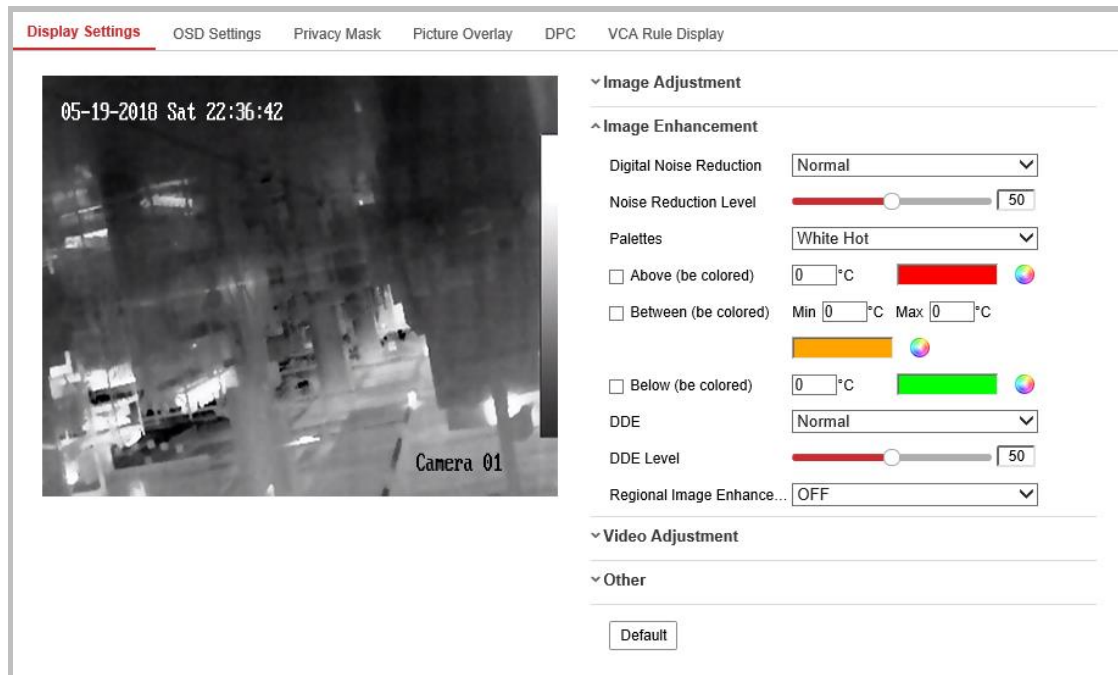 Display Settings OSD Settings Privacy Mask Picture Overlay DPC VCA Rule Display
05-19-2018 Sat 22:36:42
Camera 01
Image Adjustment
Image Enhancement
Digital Noise Reduction Normal
Noise Reduction Level 50
Palettes White Hot
Above (be colored) 0 °C
Between (be colored) Min 0 °C Max 0 °C
Below (be colored) 0 °C
DDE Normal
DDE Level 50
Regional Image Enhance... OFF
Video Adjustment
Other
Default